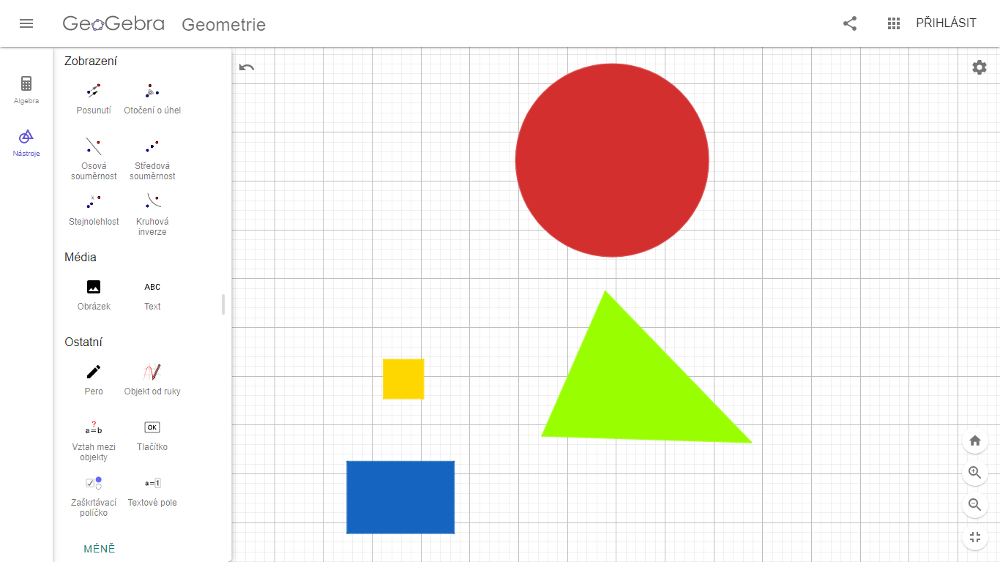 GeoGebra Geometrie
PŘIHLÁSIT
Algebra
Nástroje
Zobrazení
Posunutí
Otočení o úhel
Osová
souměrnost
Středová
souměrnost
Stejnolehlost
Kruhová
inverze
Média
Obrázek
ABC
Text
Ostatní
Pero
Objekt od ruky
?
a=b
Vztah mezi
objekty
OK
Tlačítko
Zaškrtávací
políčko
a=1
Textové pole
MÉNĚ